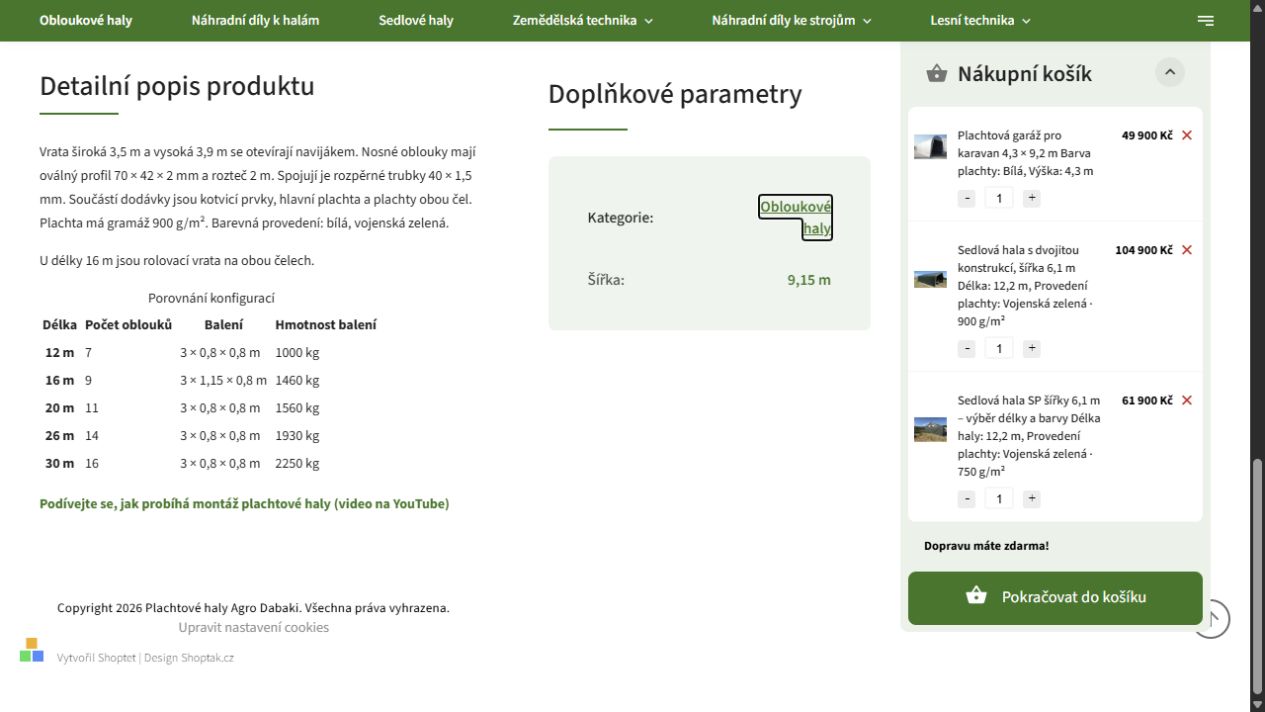 Obloukové haly
Náhradní díly k halám
Sedlové haly
Zemědělská technika
Náhradní díly ke strojům
Lesní technika
Detailní popis produktu
Vrata široká 3,5 m a vysoká 3,9 m se otevírají navijákem. Nosné oblouky mají
oválný profil 70 × 42 × 2 mm a rozteč 2 m. Spojují je rozpěrné trubky 40 × 1,5
mm. Součástí dodávky jsou kotvicí prvky, hlavní plachta a plachty obou čel.
Plachta má gramáž 900 g/m². Barevná provedení: bílá, vojenská zelená.
U délky 16 m jsou rolovací vrata na obou čelech.
Porovnání konfigurací
Délka Počet oblouků Balení Hmotnost balení
12 m 7 3 × 0,8 × 0,8 m 1000 kg
16 m 9 3 × 1,15 × 0,8 m 1460 kg
20 m 11 3 × 0,8 × 0,8 m 1560 kg
26 m 14 3 × 0,8 × 0,8 m 1930 kg
30 m 16 3 × 0,8 × 0,8 m 2250 kg
Podívejte se, jak probíhá montáž plachtové haly (video na YouTube)
Doplňkové parametry
Kategorie:
Obloukové
haly
Šířka:
9,15 m
Nákupní košík
Plachtová garáž pro
karavan 4,3 × 9,2 m Barva
plachty: Bílá, Výška: 4,3 m
49 900 Kč
- 1 +
Sedlová hala s dvojitou
konstrukcí, šířka 6,1 m
Délka: 12,2 m, Provedení
plachty: Vojenská zelená ·
900 g/m²
104 900 Kč
- 1 +
Sedlová hala SP šířky 6,1 m
– výběr délky a barvy Délka
haly: 12,2 m, Provedení
plachty: Vojenská zelená ·
750 g/m²
61 900 Kč
- 1 +
Dopravu máte zdarma!
Pokračovat do košíku
Copyright 2026 Plachtové haly Agro Dabaki. Všechna práva vyhrazena.
Upravit nastavení cookies
Vytvořil Shoptet | Design Shoptak.cz